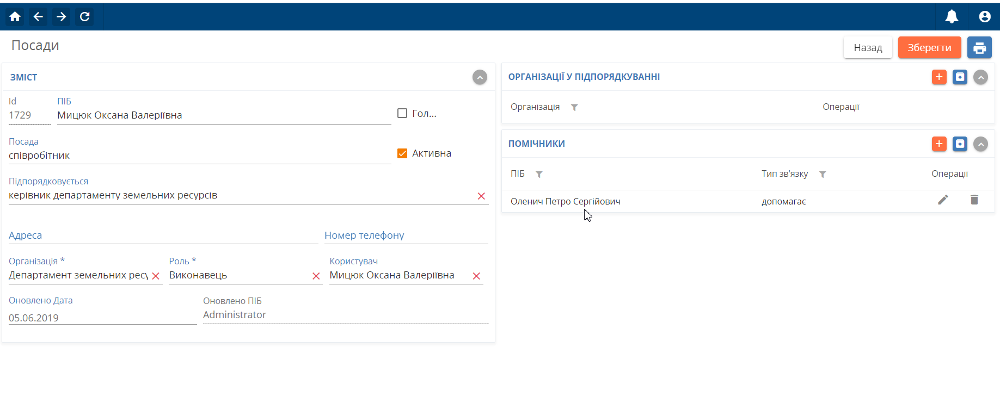 Посади
Назад
Зберегти
ЗМІСТ
Id
ПІБ
1729
Мицюк Оксана Валеріївна
Гол...
Посада
співробітник
Активна
Підпорядковується
керівник департаменту земельних ресурсів
Адреса
Номер телефону
Організація *
Роль *
Користувач
Департамент земельних ресу
Виконавець
Мицюк Оксана Валеріївна
Оновлено Дата
Оновлено ПІБ
05.06.2019
Administrator
ОРГАНІЗАЦІЇ У ПІДПОРЯДКУВАННІ
Організація
Операції
ПОМІЧНИКИ
ПІБ
Тип зв'язку
Операції
Оленич Петро Сергійович
допомагає